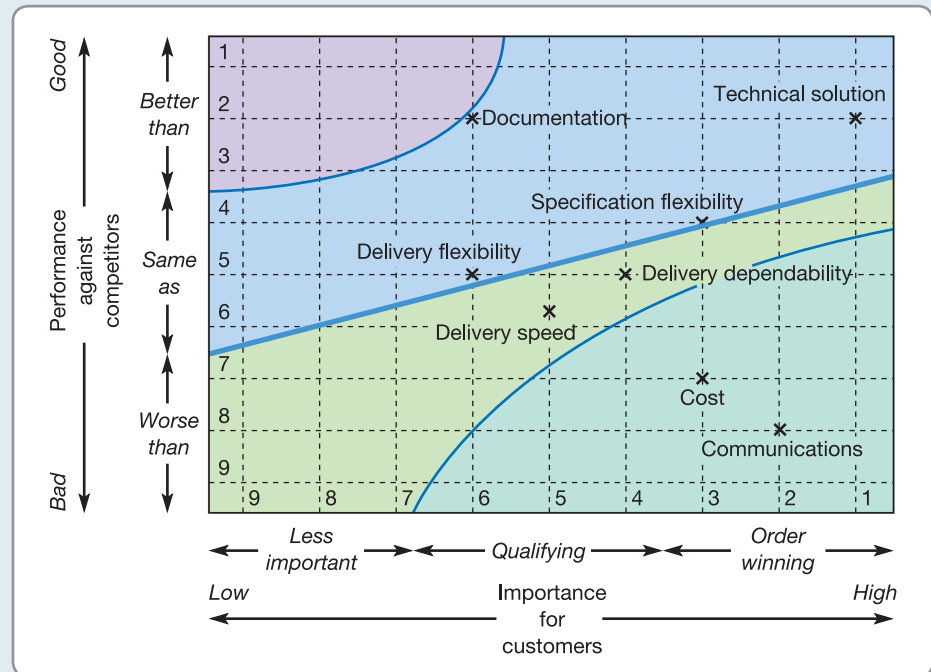 Good
Bad
Performance
against
competitors
Better
than
Same
as
Worse
than
1
2
3
4
5
6
7
8
9
Documentation
Technical solution
Specification flexibility
Delivery flexibility
Delivery dependability
Delivery speed
Cost
Communications
9 8 7 6 5 4 3 2 1
Less
important
Qualifying
Order
winning
Low
Importance
for
customers
High